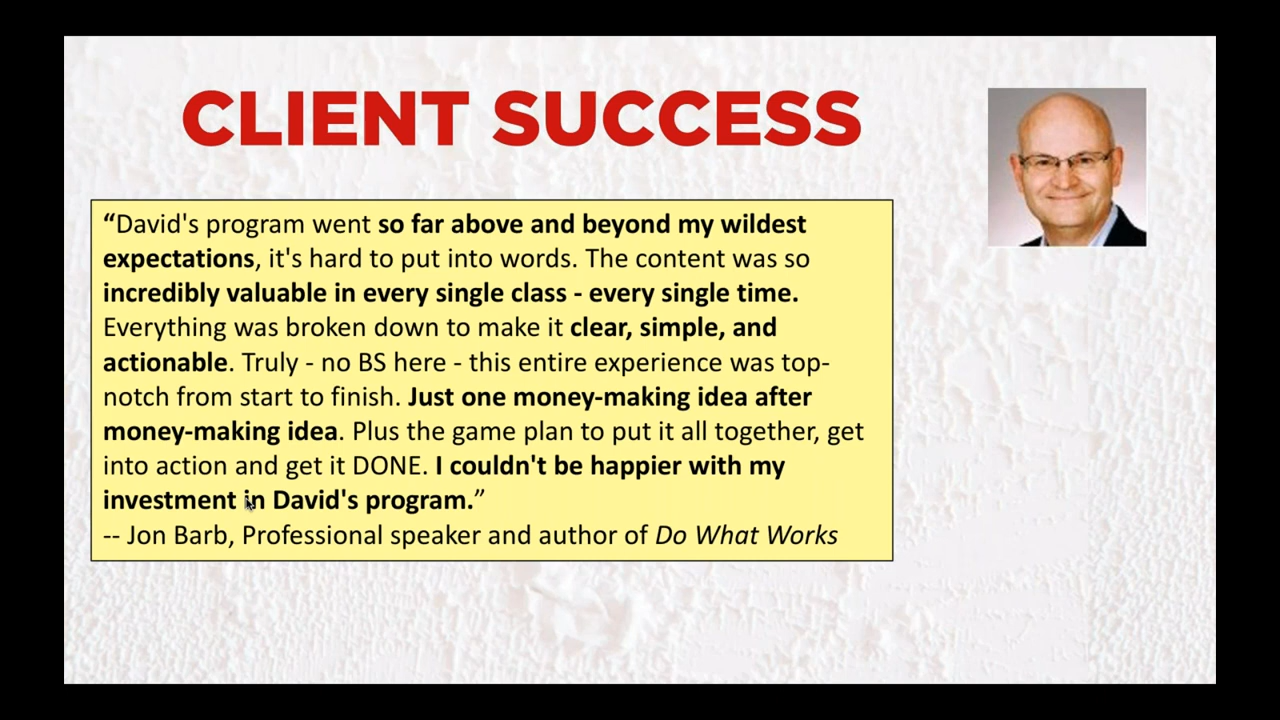 CLIENT SUCCESS
“David's program went so far above and beyond my wildest
expectations, it's hard to put into words. The content was so
incredibly valuable in every single class - every single time.
Everything was broken down to make it clear, simple, and
actionable. Truly - no BS here - this entire experience was top-
notch from start to finish. Just one money-making idea after
money-making idea. Plus the game plan to put it all together, get
into action and get it DONE. I couldn't be happier with my
investment in David's program.”
-- Jon Barb, Professional speaker and author of Do What Works